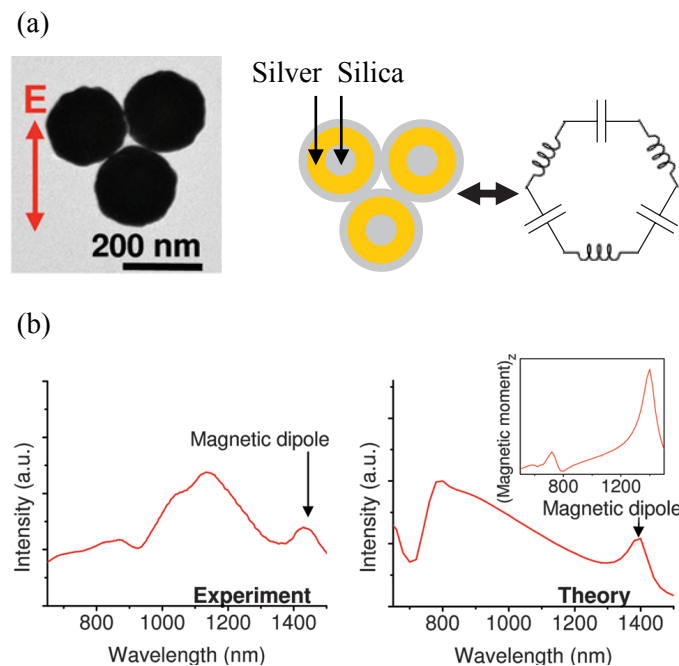 (a)
E
200 nm
Silver Silica
(b)
Intensity (a.u.)
Magnetic dipole
Experiment
800 1000 1200 1400
Wavelength (nm)
Intensity (a.u.)
(Magnetic moment)z
800 1200
Magnetic dipole
Theory
800 1000 1200 1400
Wavelength (nm)